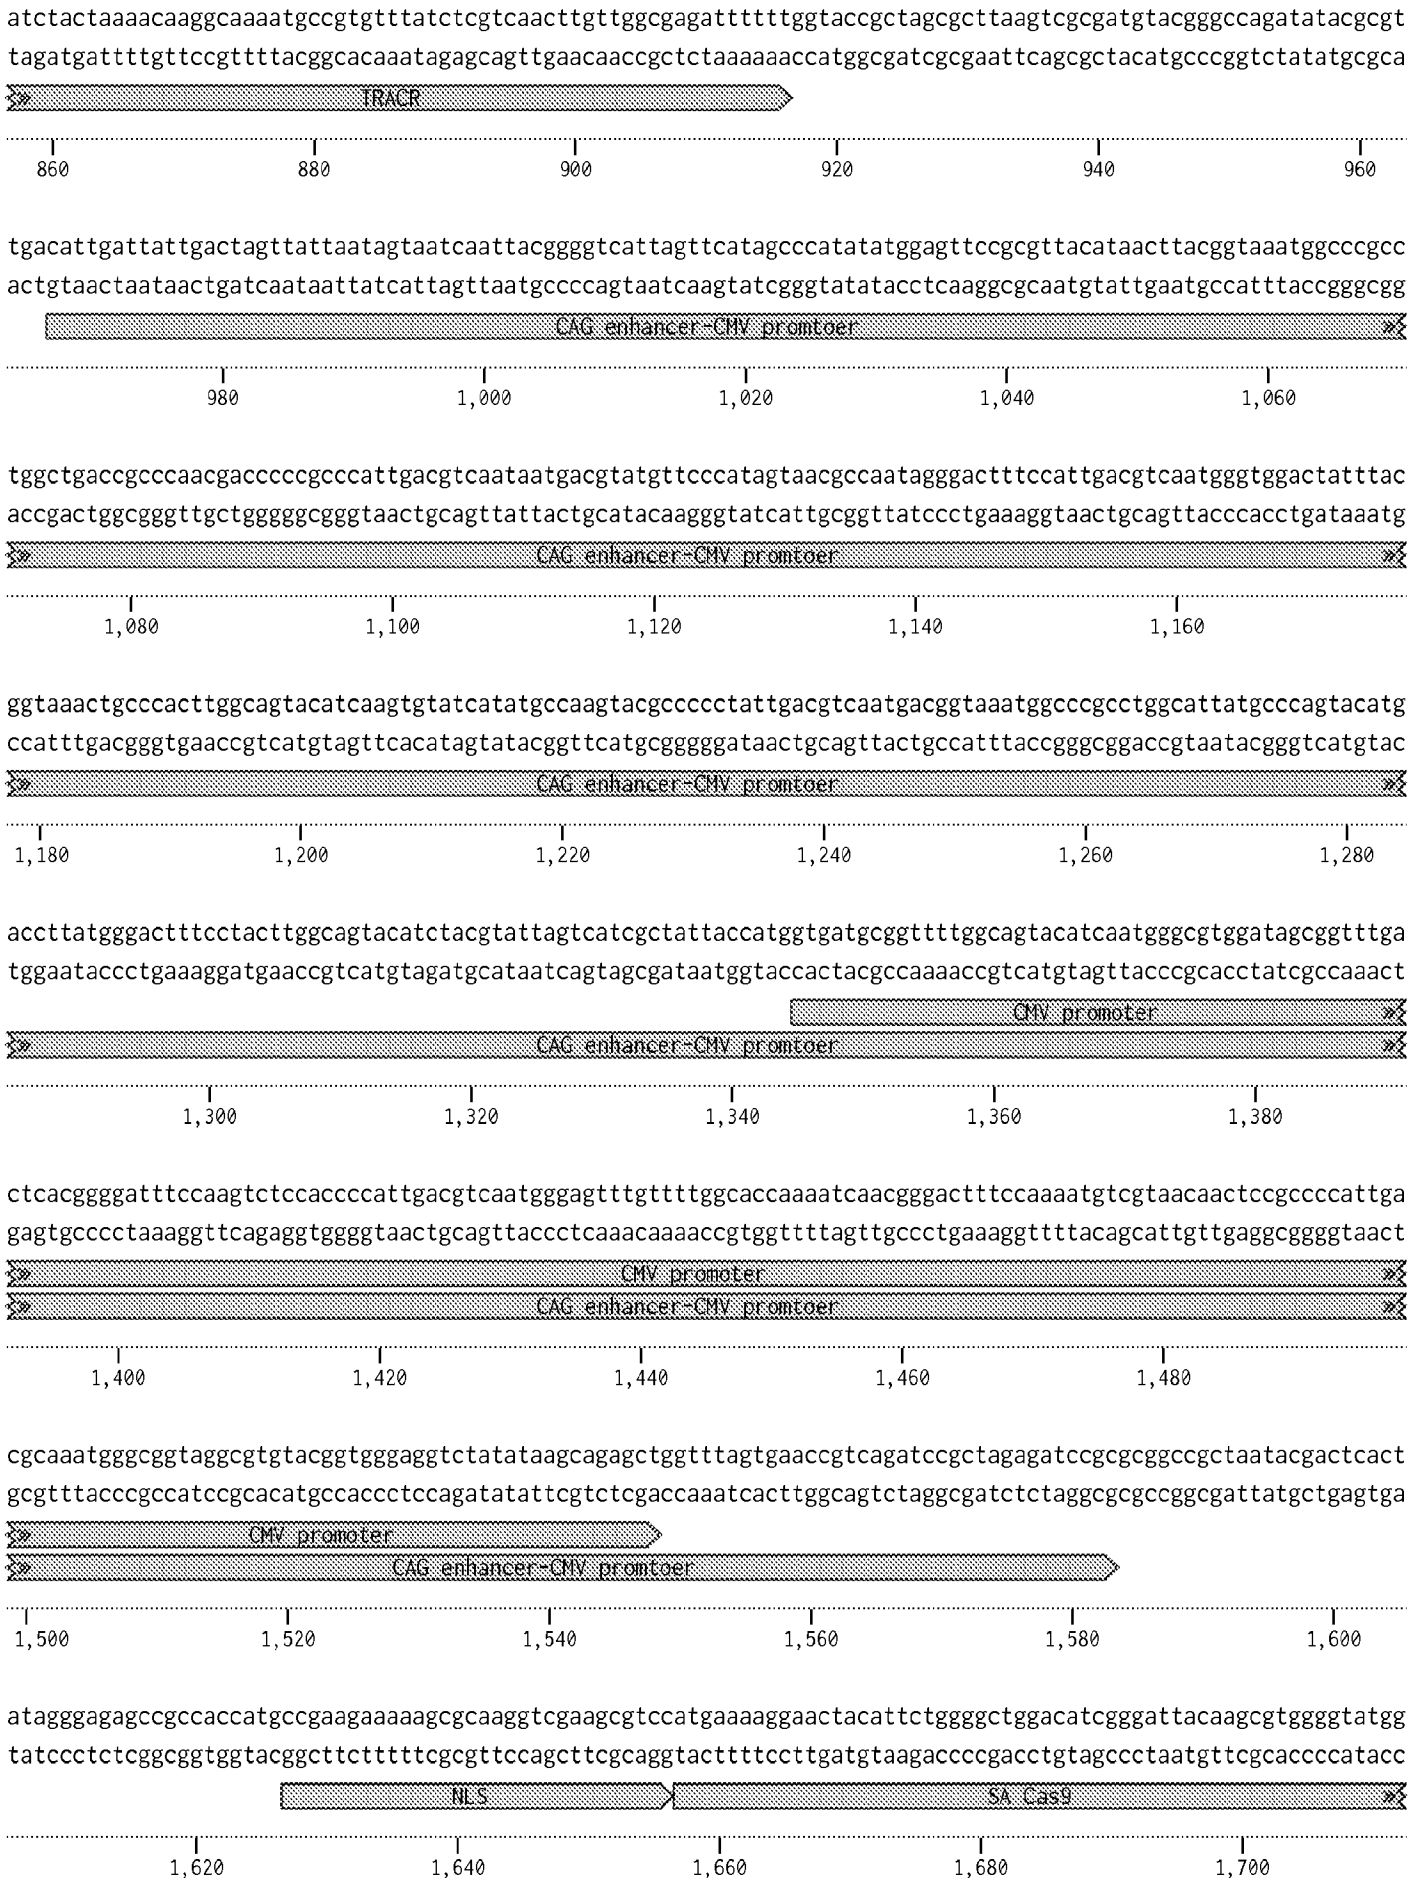 atctactaaaacaaggcaaaatgccgtgtttatctcgtcaacttgttggcgagattttttggtaccgctagcgcttaagtcgcgatgtacgggccagatatacgcgt
tagatgattttgttccgttttacggcacaaatagagcagttgaacaaccgctctaaaaaaccatggcgatcgcgaattcagcgctacatgcccggtctatatgcgca
TRACR
860 880 900 920 940 960
tgacattgattattgactagttattaatagtaatcaattacggggtcattagttcatagcccatatatggagttccgcgttacataacttacggtaaatggcccgcc
actgtaactaataactgatcaataattatcattagttaatgccccagtaatcaagtatcgggtatatacctcaaggcgcaatgtattgaatgccatttaccgggcgg
CAG enhancer-CMV promtoer
980 1,000 1,020 1,040 1,060
tggctgaccgcccaacgacccccgcccattgacgtcaataatgacgtatgttcccatagtaacgccaatagggactttccattgacgtcaatgggtggactatttac
accgactggcgggttgctgggggcgggtaactgcagttattactgcatacaagggtatcattgcggttatccctgaaaggtaactgcagttacccacctgataaatg
CAG enhancer-CMV promtoer
1,080 1,100 1,120 1,140 1,160
ggtaaactgcccacttggcagtacatcaagtgtatcatatgccaagtacgccccctattgacgtcaatgacggtaaatggcccgcctggcattatgcccagtacatg
ccatttgacgggtgaaccgtcatgtagttcacatagtatacggttcatgcgggggataactgcagttactgccatttaccgggcggaccgtaatacgggtcatgtac
CAG enhancer-CMV promtoer
1,180 1,200 1,220 1,240 1,260 1,280
accttatgggactttcctacttggcagtacatctacgtattagtcatcgctattaccatggtgatgcggttttggcagtacatcaatgggcgtggatagcggtttga
tggaataccctgaaaggatgaaccgtcatgtagatgcataatcagtagcgataatggtaccactacgccaaaaccgtcatgtagttacccgcacctatcgccaaact
CMV promoter
CAG enhancer-CMV promtoer
1,300 1,320 1,340 1,360 1,380
ctcacggggatttccaagtctccaccccattgacgtcaatgggagtttgttttggcaccaaaatcaacgggactttccaaaatgtcgtaacaactccgccccattga
gagtgcccctaaaggttcagaggtggggtaactgcagttaccctcaaacaaaaccgtggttttagttgccctgaaaggttttacagcattgttgaggcggggtaact
CMV promoter
CAG enhancer-CMV promtoer
1,400 1,420 1,440 1,460 1,480
cgcaaatgggcggtaggcgtgtacggtgggaggtctatataagcagagctggtttagtgaaccgtcagatccgctagagatccgcgcggccgctaatacgactcact
gcgtttacccgccatccgcacatgccaccctccagatatattcgtctcgaccaaatcacttggcagtctaggcgatctctaggcgcgccggcgattatgctgagtga
CMV promoter
CAG enhancer-CMV promtoer
1,500 1,520 1,540 1,560 1,580 1,600
atagggagagccgccaccatgccgaagaaaaagcgcaaggtcgaagcgtccatgaaaaggaactacattctggggctggacatcgggattacaagcgtggggtatgg
tatccctctcggcggtggtacggcttctttttcgcgttccagcttcgcaggtacttttccttgatgtaagaccccgacctgtagccctaatgttcgcaccccatacc
NLS SA Cas9
1,620 1,640 1,660 1,680 1,700